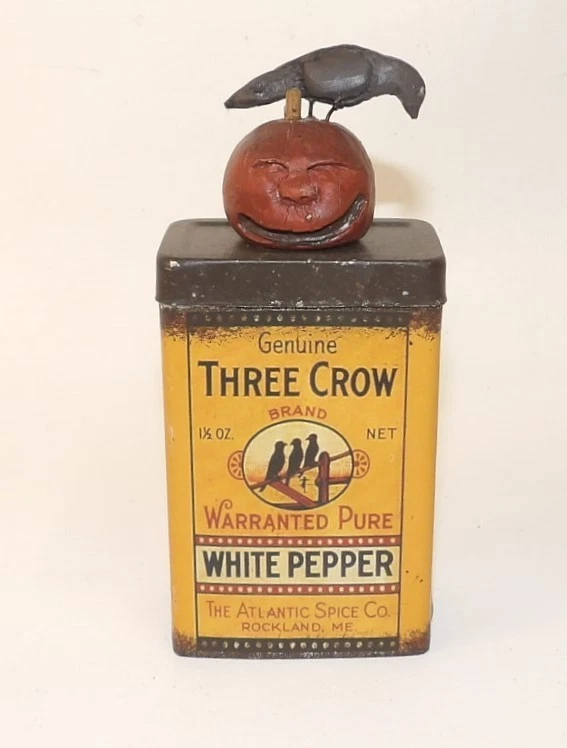 Genuine
THREE CROW
BRAND
1½ OZ. NET
WARRANTED PURE
WHITE PEPPER
THE ATLANTIC SPICE CO.
ROCKLAND, ME.